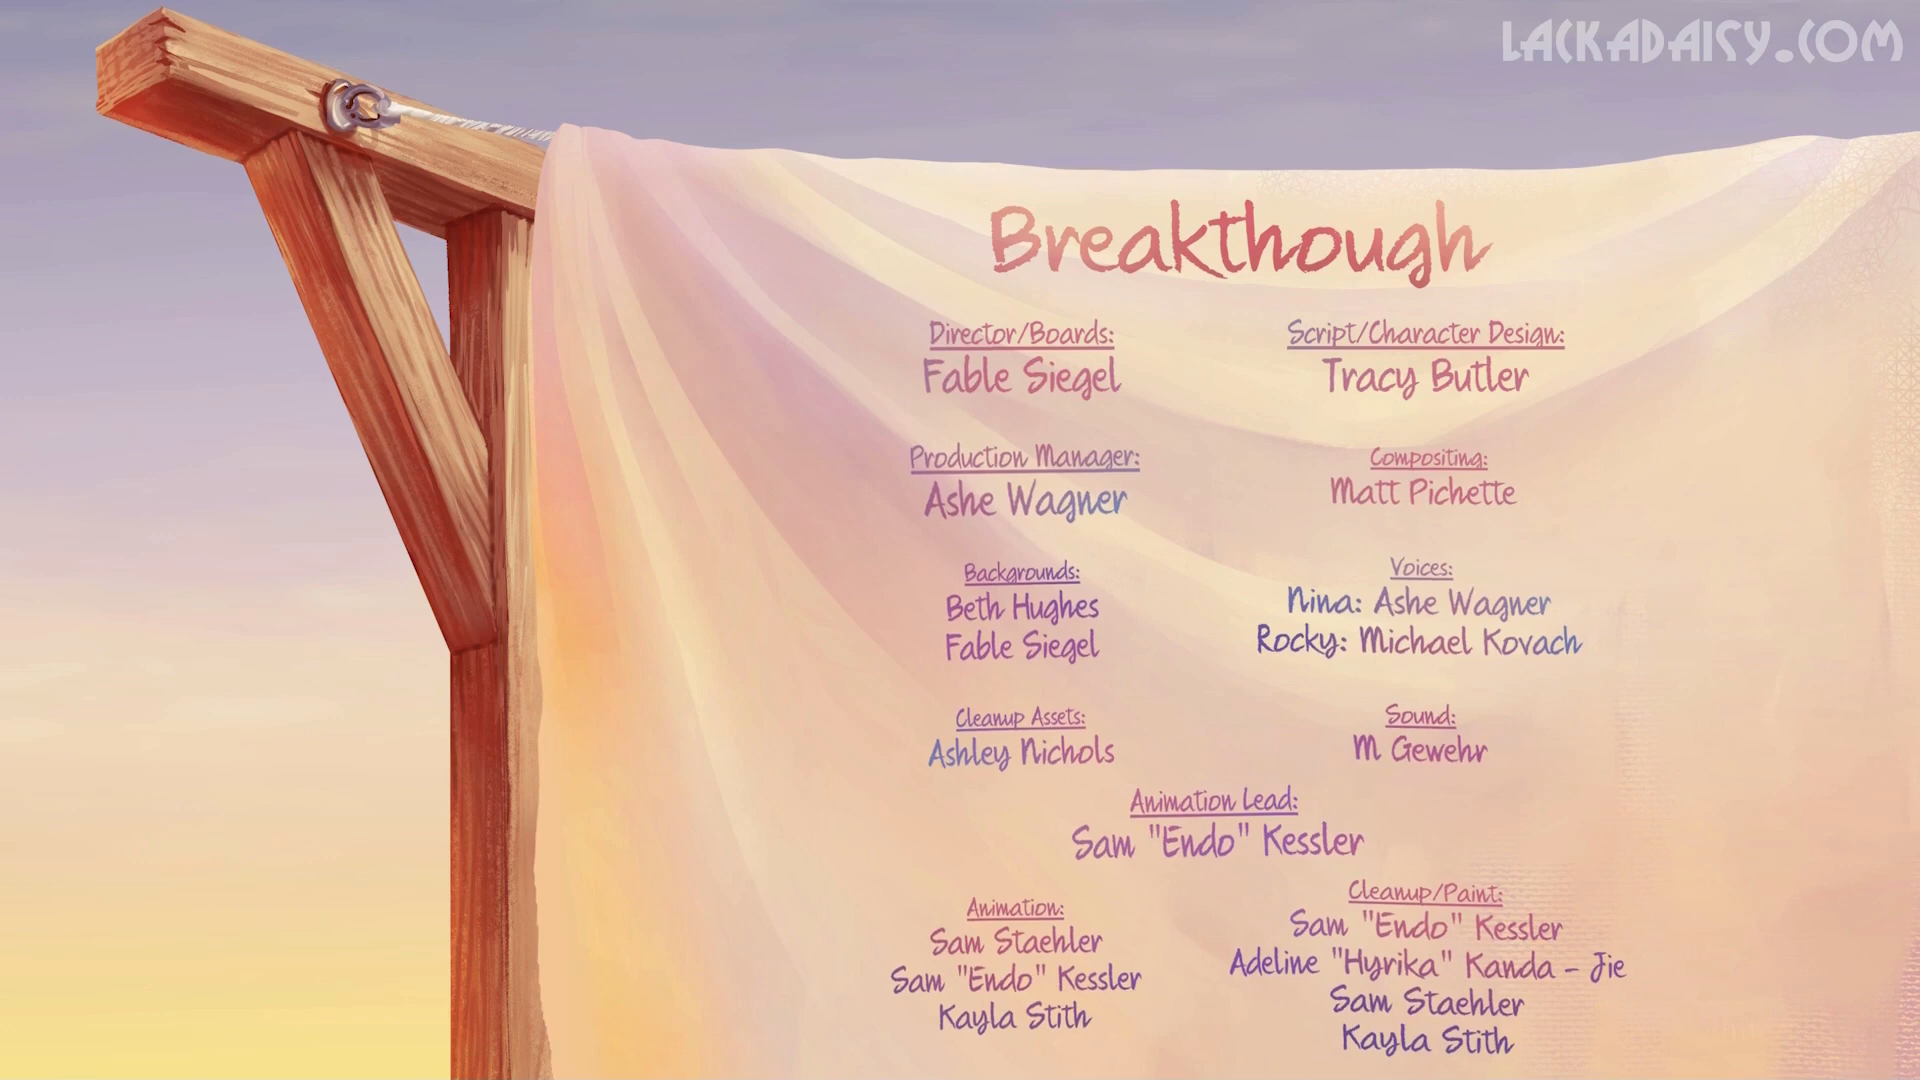 LACKADAISY.COM
Breakthough
Director/Boards:
Fable Siegel
Script/Character Design:
Tracy Butler
Production Manager:
Ashe Wagner
Compositing:
Matt Pichette
Backgrounds:
Beth Hughes
Fable Siegel
Voices:
Nina: Ashe Wagner
Rocky: Michael Kovach
Cleanup Assets:
Ashley Nichols
Sound:
M Gewehr
Animation Lead:
Sam "Endo" Kessler
Animation:
Sam Staehler
Sam "Endo" Kessler
Kayla Stith
Cleanup/Paint:
Sam "Endo" Kessler
Adeline "Hyrika" Kanda - Jie
Sam Staehler
Kayla Stith